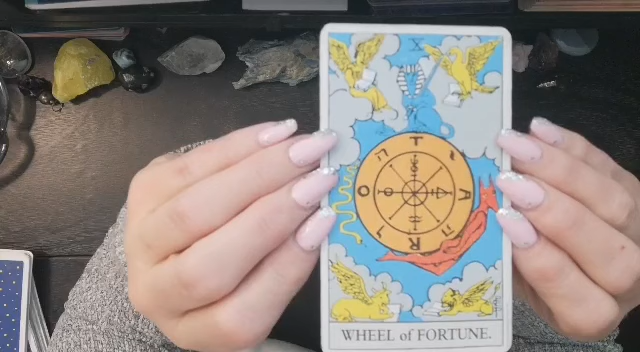 X
T
ה י
O A
ו ה
R
WHEEL of FORTUNE.